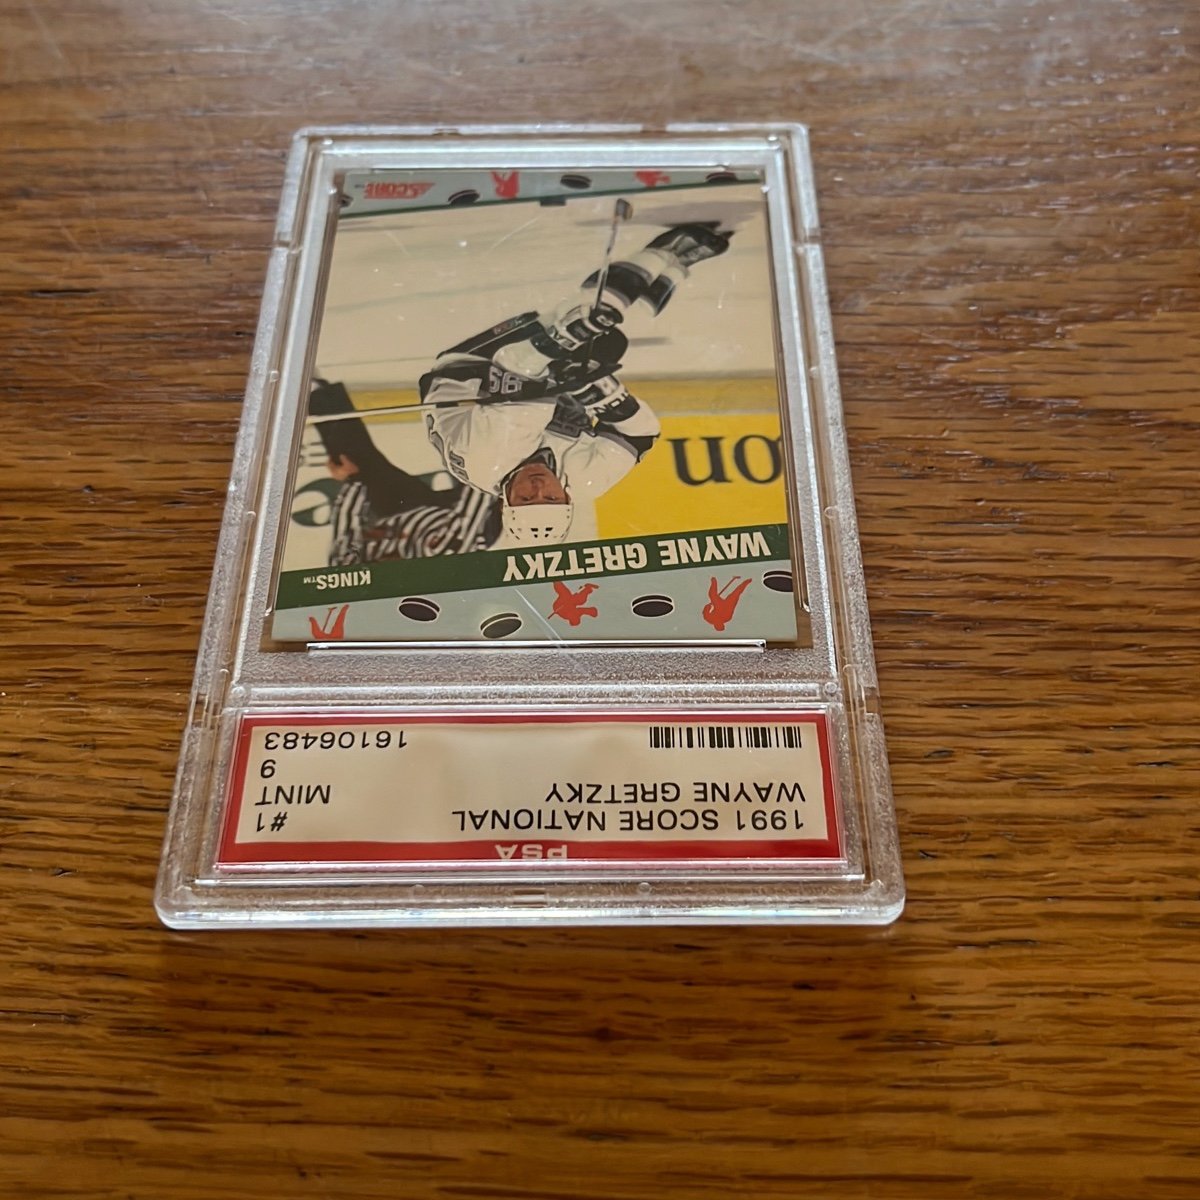 PSA
1991 SCORE NATIONAL #1
WAYNE GRETZKY MINT
9
16106483
KINGS™
WAYNE GRETZKY
on
SCORE